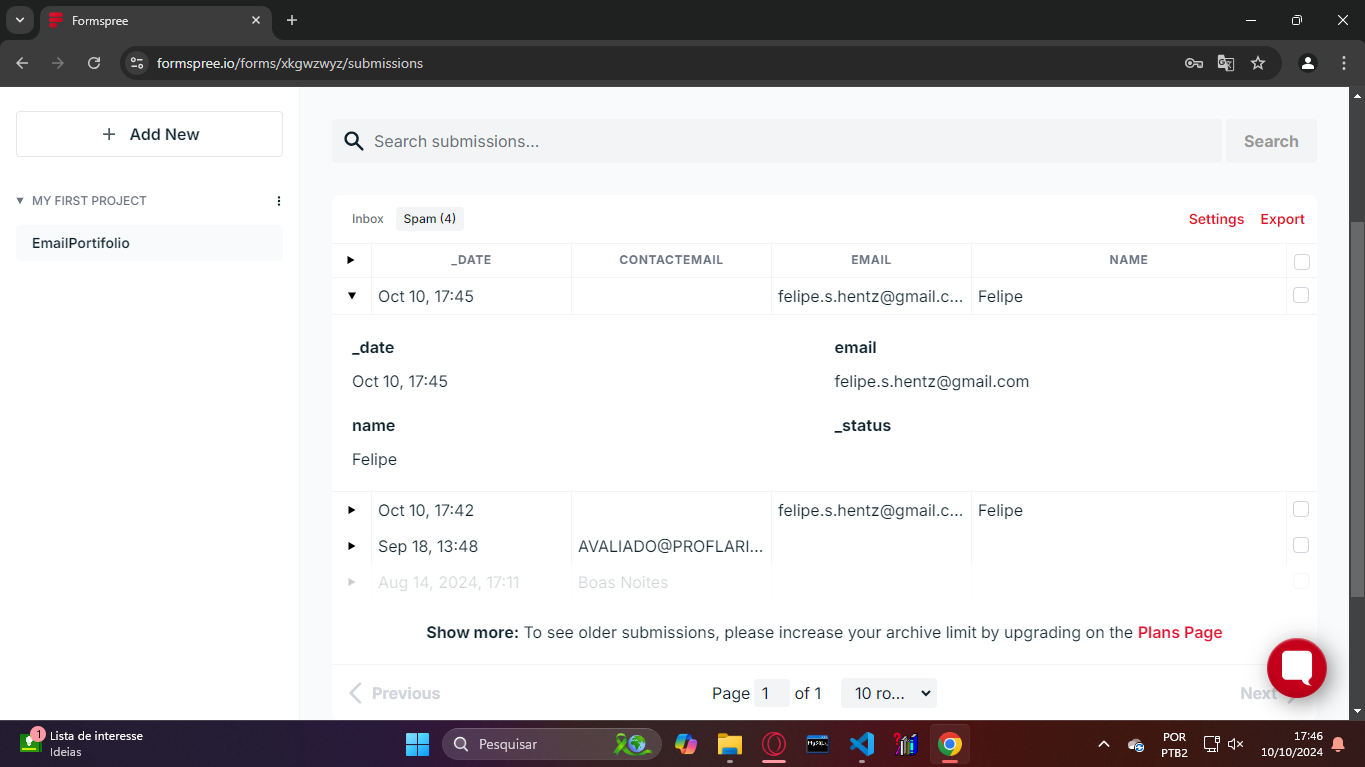 Formspree
formspree.io/forms/xkgwzwyz/submissions
Add New
MY FIRST PROJECT
EmailPortifolio
Search submissions...
Search
Inbox
Spam (4)
Settings
Export
_DATE CONTACTEMAIL EMAIL NAME
Oct 10, 17:45 felipe.s.hentz@gmail.c... Felipe
_date
Oct 10, 17:45
email
felipe.s.hentz@gmail.com
name
Felipe
_status
Oct 10, 17:42 felipe.s.hentz@gmail.c... Felipe
Sep 18, 13:48 AVALIADO@PROFLARI...
Aug 14, 2024, 17:11 Boas Noites
Show more: To see older submissions, please increase your archive limit by upgrading on the Plans Page
Previous
Page 1 of 1
10 ro...
Next
1
Lista de interesse
Ideias
Pesquisar
MySQL
POR
PTB2
17:46
10/10/2024